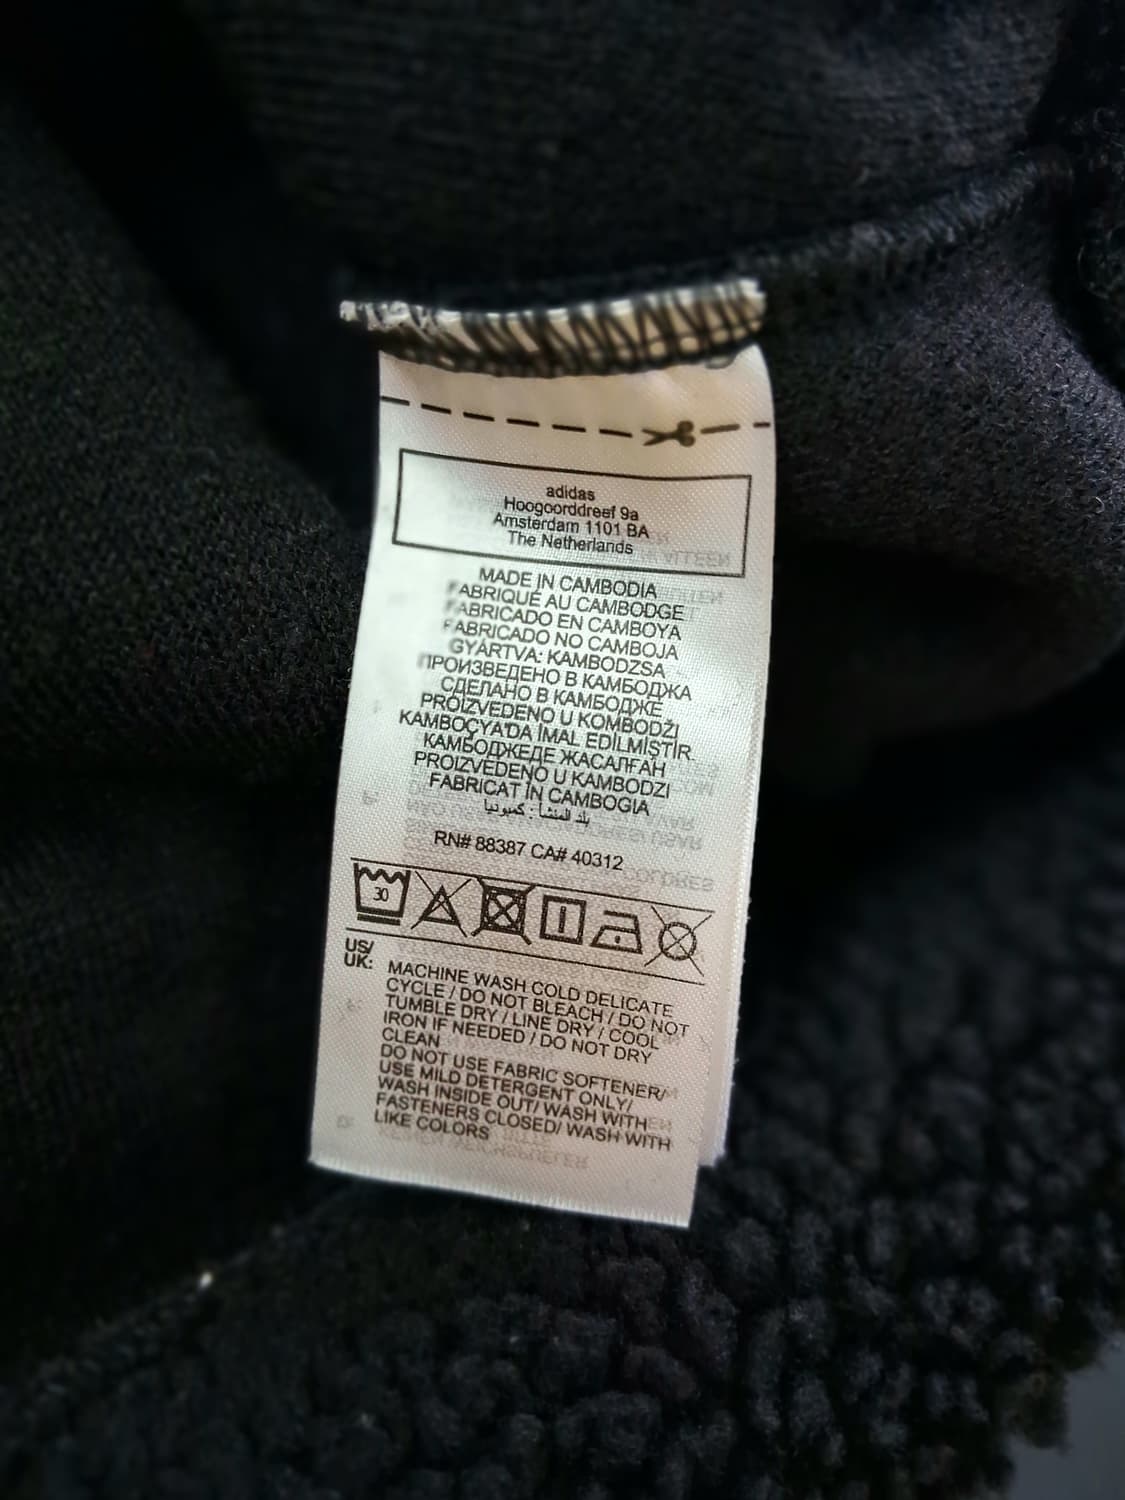 adidas
Hoogoorddreef 9a
Amsterdam 1101 BA
The Netherlands
MADE IN CAMBODIA
FABRIQUÉ AU CAMBODGE
FABRICADO EN CAMBOYA
FABRICADO NO CAMBOJA
GYÁRTVA: KAMBODZSA
ПРОИЗВЕДЕНО В КАМБОДЖА
СДЕЛАНО В КАМБОДЖЕ
PROIZVEDENO U KOMBODŽI
KAMBOÇYA'DA İMAL EDİLMİŞTİR.
КАМБОДЖЕДЕ ЖАСАЛҒАН
PROIZVEDENO U KAMBODZI
FABRICAT ÎN CAMBOGIA
بلد المنشأ: كمبوديا
RN# 88387 CA# 40312
30
US/
UK:
MACHINE WASH COLD DELICATE
CYCLE / DO NOT BLEACH / DO NOT
TUMBLE DRY / LINE DRY / COOL
IRON IF NEEDED / DO NOT DRY
CLEAN
DO NOT USE FABRIC SOFTENER/
USE MILD DETERGENT ONLY/
WASH INSIDE OUT/ WASH WITH
FASTENERS CLOSED/ WASH WITH
LIKE COLORS